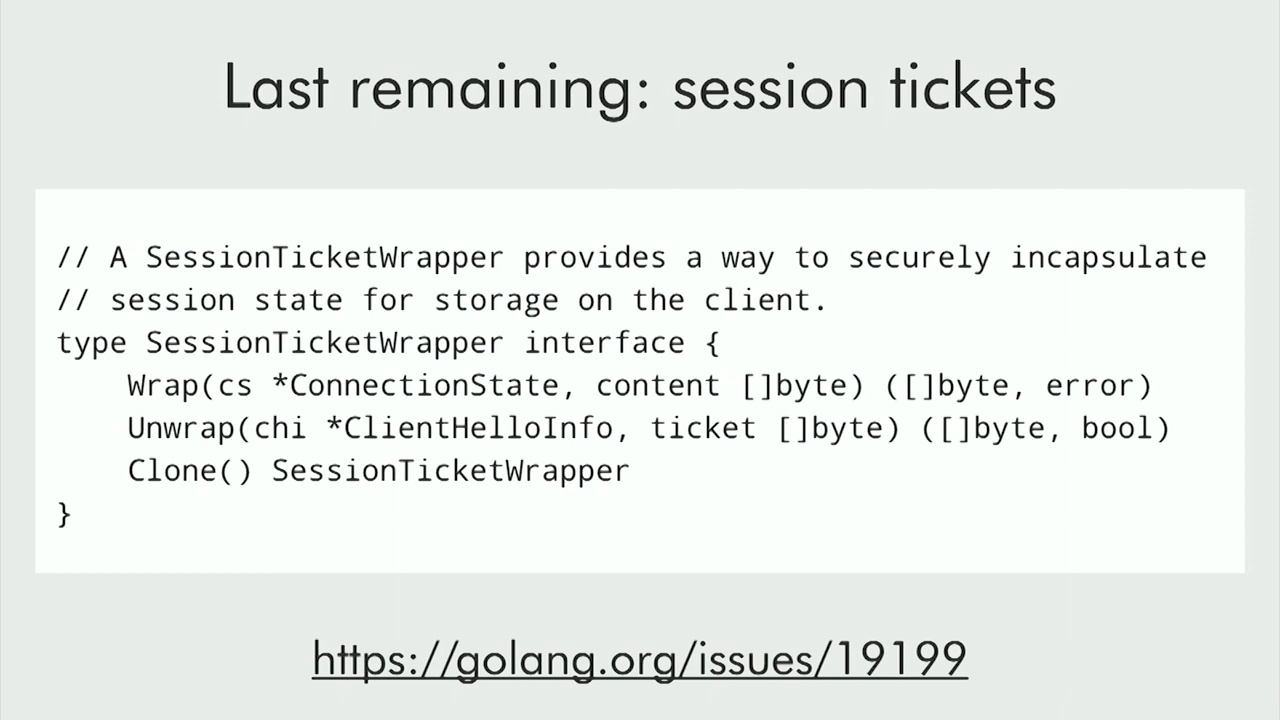 Last remaining: session tickets
// A SessionTicketWrapper provides a way to securely incapsulate
// session state for storage on the client.
type SessionTicketWrapper interface {
    Wrap(cs *ConnectionState, content []byte) ([]byte, error)
    Unwrap(chi *ClientHelloInfo, ticket []byte) ([]byte, bool)
    Clone() SessionTicketWrapper
}
https://golang.org/issues/19199